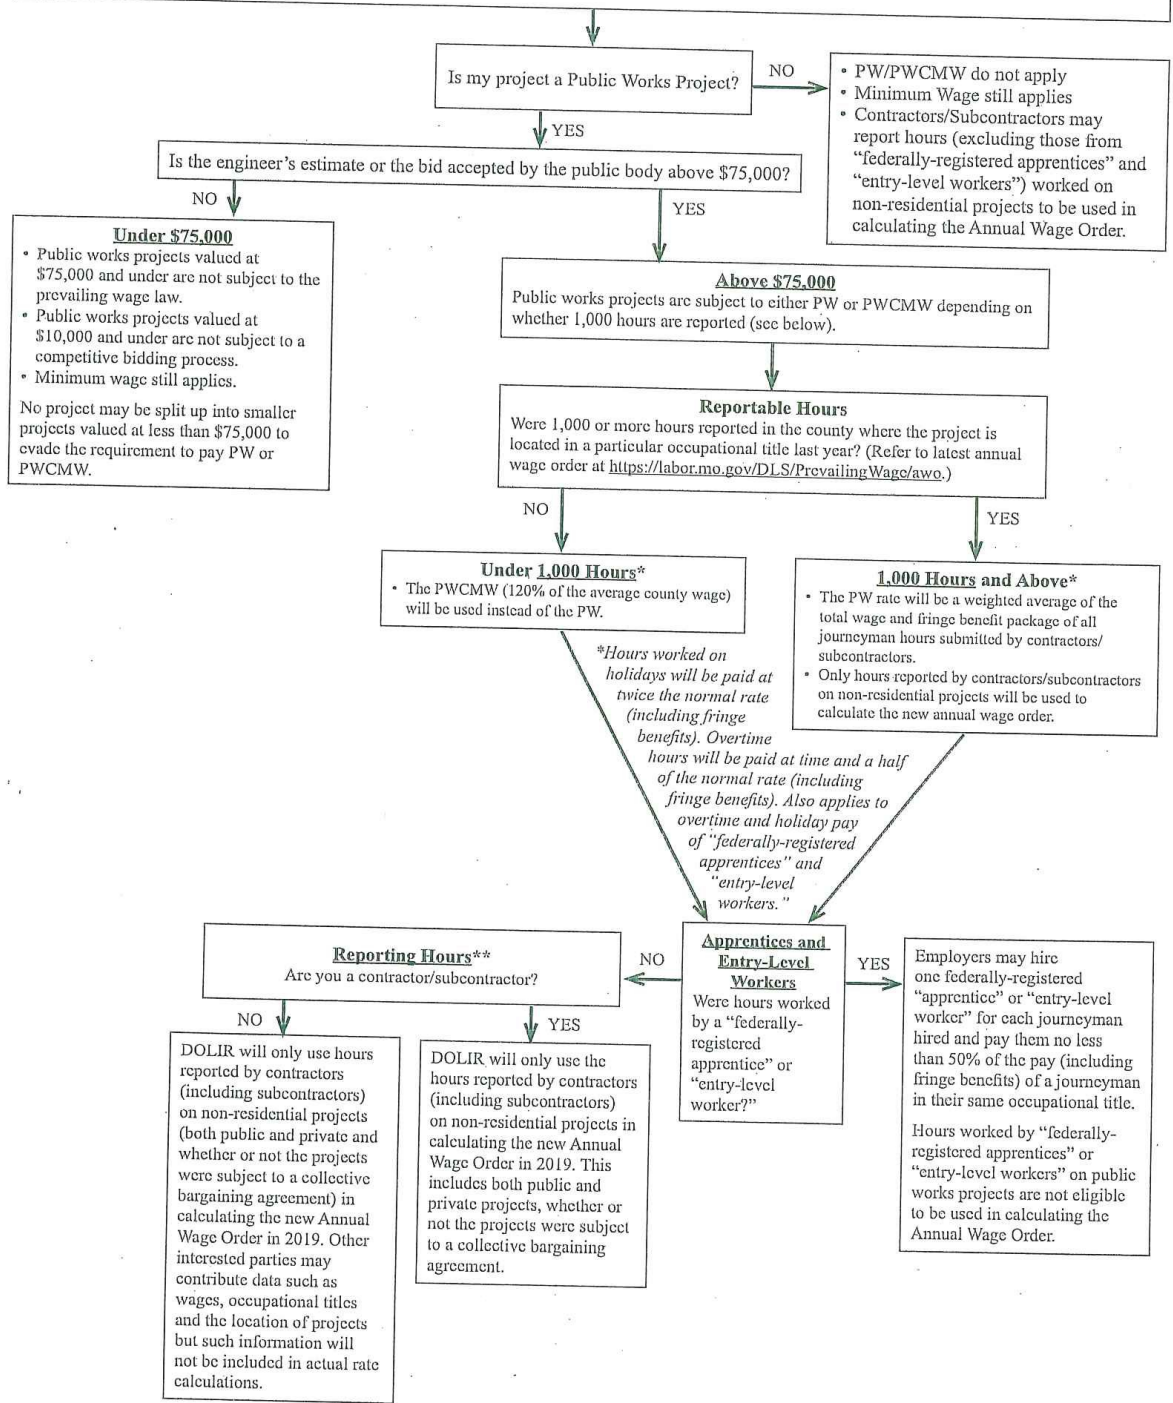 Is my project a Public Works Project?
NO
• PW/PWCMW do not apply
• Minimum Wage still applies
• Contractors/Subcontractors may
report hours (excluding those from
“federally-registered apprentices” and
“entry-level workers”) worked on
non-residential projects to be used in
calculating the Annual Wage Order.
YES
Is the engineer’s estimate or the bid accepted by the public body above $75,000?
NO
YES
Under $75,000
• Public works projects valued at
$75,000 and under are not subject to the
prevailing wage law.
• Public works projects valued at
$10,000 and under are not subject to a
competitive bidding process.
• Minimum wage still applies.
No project may be split up into smaller
projects valued at less than $75,000 to
evade the requirement to pay PW or
PWCMW.
Above $75,000
Public works projects are subject to either PW or PWCMW depending on
whether 1,000 hours are reported (see below).
Reportable Hours
Were 1,000 or more hours reported in the county where the project is
located in a particular occupational title last year? (Refer to latest annual
wage order at https://labor.mo.gov/DLS/PrevailingWage/awo.)
NO
YES
Under 1,000 Hours*
• The PWCMW (120% of the average county wage)
will be used instead of the PW.
1,000 Hours and Above*
• The PW rate will be a weighted average of the
total wage and fringe benefit package of all
journeyman hours submitted by contractors/
subcontractors.
• Only hours reported by contractors/subcontractors
on non-residential projects will be used to
calculate the new annual wage order.
*Hours worked on
holidays will be paid at
twice the normal rate
(including fringe
benefits). Overtime
hours will be paid at time and a half
of the normal rate (including
fringe benefits). Also applies to
overtime and holiday pay
of "federally-registered
apprentices" and
"entry-level
workers."
Reporting Hours**
Are you a contractor/subcontractor?
NO
Apprentices and
Entry-Level
Workers
Were hours worked
by a “federally-
registered
apprentice” or
“entry-level
worker?”
YES
Employers may hire
one federally-registered
“apprentice” or “entry-level
worker” for each journeyman
hired and pay them no less
than 50% of the pay (including
fringe benefits) of a journeyman
in their same occupational title.
Hours worked by “federally-
registered apprentices” or
“entry-level workers” on public
works projects are not eligible
to be used in calculating the
Annual Wage Order.
NO
YES
DOLIR will only use hours
reported by contractors
(including subcontractors)
on non-residential projects
(both public and private and
whether or not the projects
were subject to a collective
bargaining agreement) in
calculating the new Annual
Wage Order in 2019. Other
interested parties may
contribute data such as
wages, occupational titles
and the location of projects
but such information will
not be included in actual rate
calculations.
DOLIR will only use the
hours reported by contractors
(including subcontractors)
on non-residential projects in
calculating the new Annual
Wage Order in 2019. This
includes both public and
private projects, whether or
not the projects were subject
to a collective bargaining
agreement.